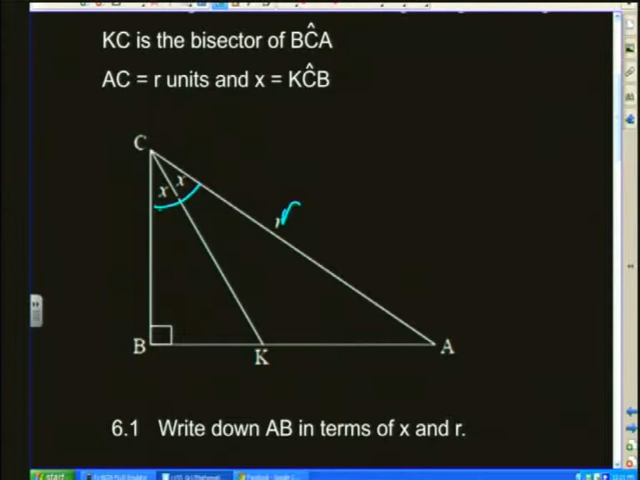 KC is the bisector of BĈA
AC = r units and x = KĈB
C
x x
r
B
K
A
6.1 Write down AB in terms of x and r.
start